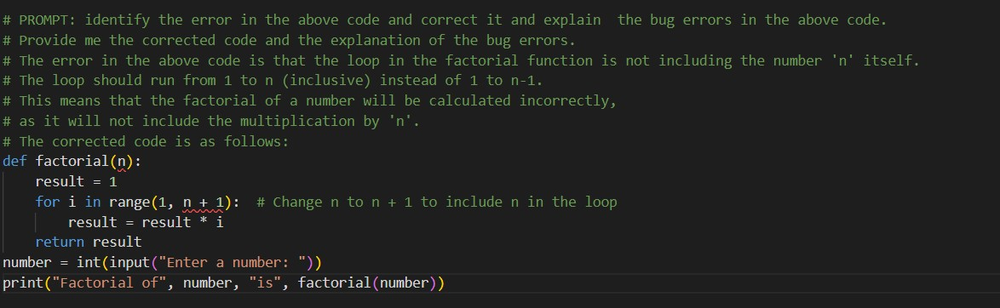 # PROMPT: identify the error in the above code and correct it and explain  the bug errors in the above code.
# Provide me the corrected code and the explanation of the bug errors.
# The error in the above code is that the loop in the factorial function is not including the number 'n' itself.
# The loop should run from 1 to n (inclusive) instead of 1 to n-1.
# This means that the factorial of a number will be calculated incorrectly,
# as it will not include the multiplication by 'n'.
# The corrected code is as follows:
def factorial(n):
    result = 1
    for i in range(1, n + 1):  # Change n to n + 1 to include n in the loop
        result = result * i
    return result
number = int(input("Enter a number: "))
print("Factorial of", number, "is", factorial(number))